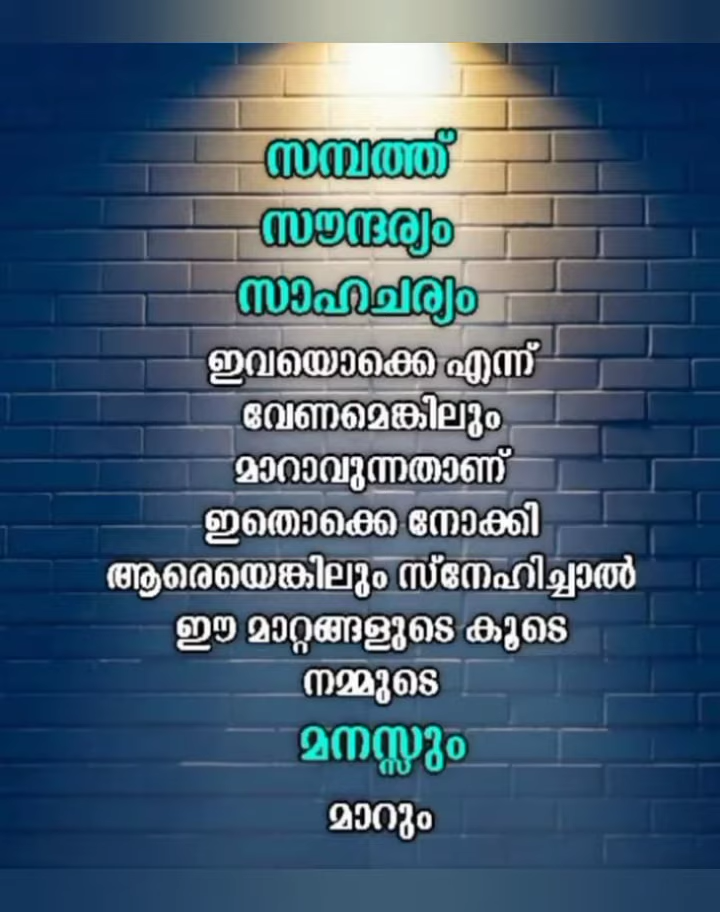 സമ്പത്ത്
സൗന്ദര്യം
സാഹചര്യം
ഇവയൊക്കെ എന്ന്
വേണമെങ്കിലും
മാറാവുന്നതാണ്
ഇതൊക്കെ നോക്കി
ആരെയെങ്കിലും സ്നേഹിച്ചാൽ
ഈ മാറ്റങ്ങളുടെ കൂടെ
നമ്മുടെ
മനസ്സും
മാറും